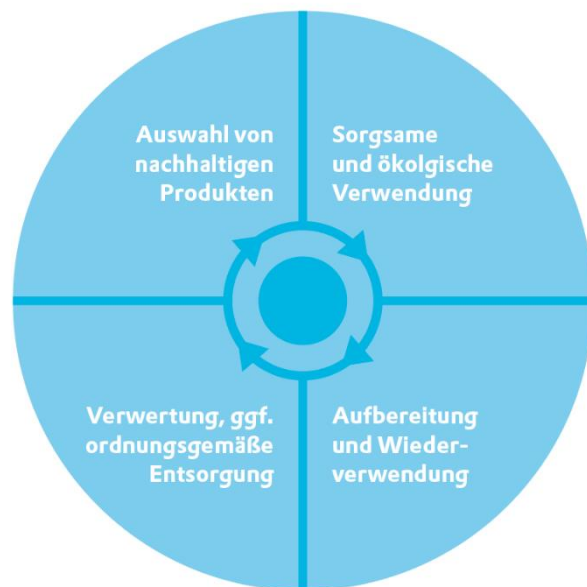 Auswahl von
nachhaltigen
Produkten
Sorgsame
und ökolgische
Verwendung
Verwertung, ggf.
ordnungsgemäße
Entsorgung
Aufbereitung
und Wieder-
verwendung